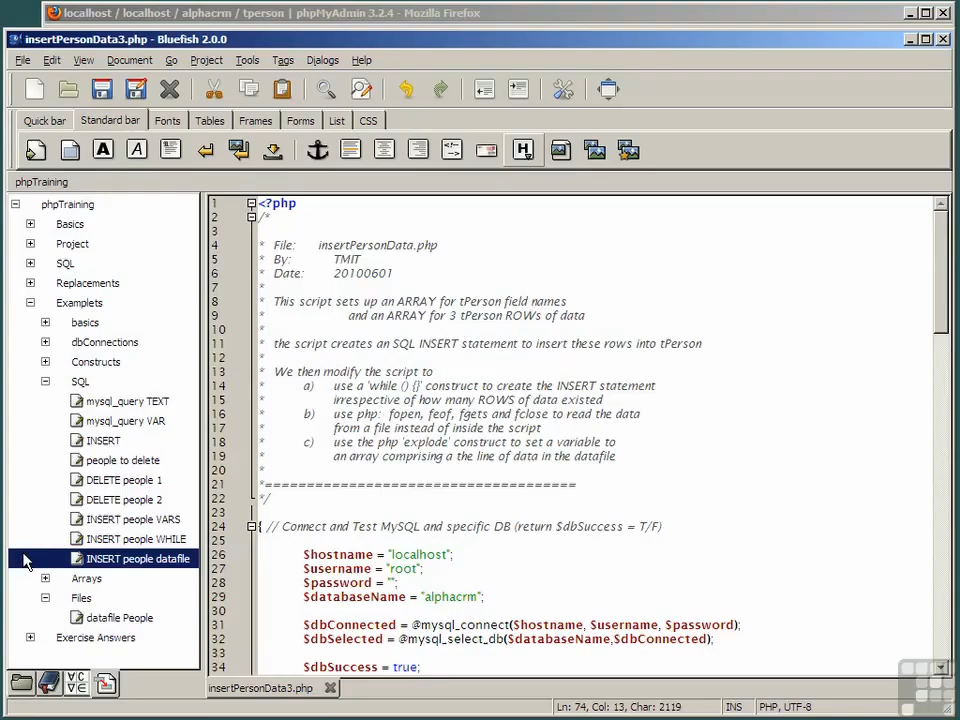 localhost / localhost / alphacrm / tperson | phpMyAdmin 3.2.4 - Mozilla Firefox
insertPersonData3.php - Bluefish 2.0.0
File Edit View Document Go Project Tools Tags Dialogs Help
Quick bar Standard bar Fonts Tables Frames Forms List CSS
phpTraining
phpTraining
Basics
Project
SQL
Replacements
Examplets
basics
dbConnections
Constructs
SQL
mysql_query TEXT
mysql_query VAR
INSERT
people to delete
DELETE people 1
DELETE people 2
INSERT people VARS
INSERT people WHILE
INSERT people datafile
Arrays
Files
datafile People
Exercise Answers
1 <?php
2 /*
3
4 * File: insertPersonData.php
5 * By: TMIT
6 * Date: 20100601
7 *
8 * This script sets up an ARRAY for tPerson field names
9 * and an ARRAY for 3 tPerson ROWs of data
10 *
11 * the script creates an SQL INSERT statement to insert these rows into tPerson
12 *
13 * We then modify the script to
14 * a) use a 'while () {}' construct to create the INSERT statement
15 * irrespective of how many ROWS of data existed
16 * b) use php: fopen, feof, fgets and fclose to read the data
17 * from a file instead of inside the script
18 * c) use the php 'explode' construct to set a variable to
19 * an array comprising a the line of data in the datafile
20 *
21 *=====================================
22 */
23
24 { // Connect and Test MySQL and specific DB (return $dbSuccess = T/F)
25
26 $hostname = "localhost";
27 $username = "root";
28 $password = "";
29 $databaseName = "alphacrm";
30
31 $dbConnected = @mysql_connect($hostname, $username, $password);
32 $dbSelected = @mysql_select_db($databaseName,$dbConnected);
33
34 $dbSuccess = true;
insertPersonData3.php
Ln: 74, Col: 13, Char: 2119 INS PHP, UTF-8